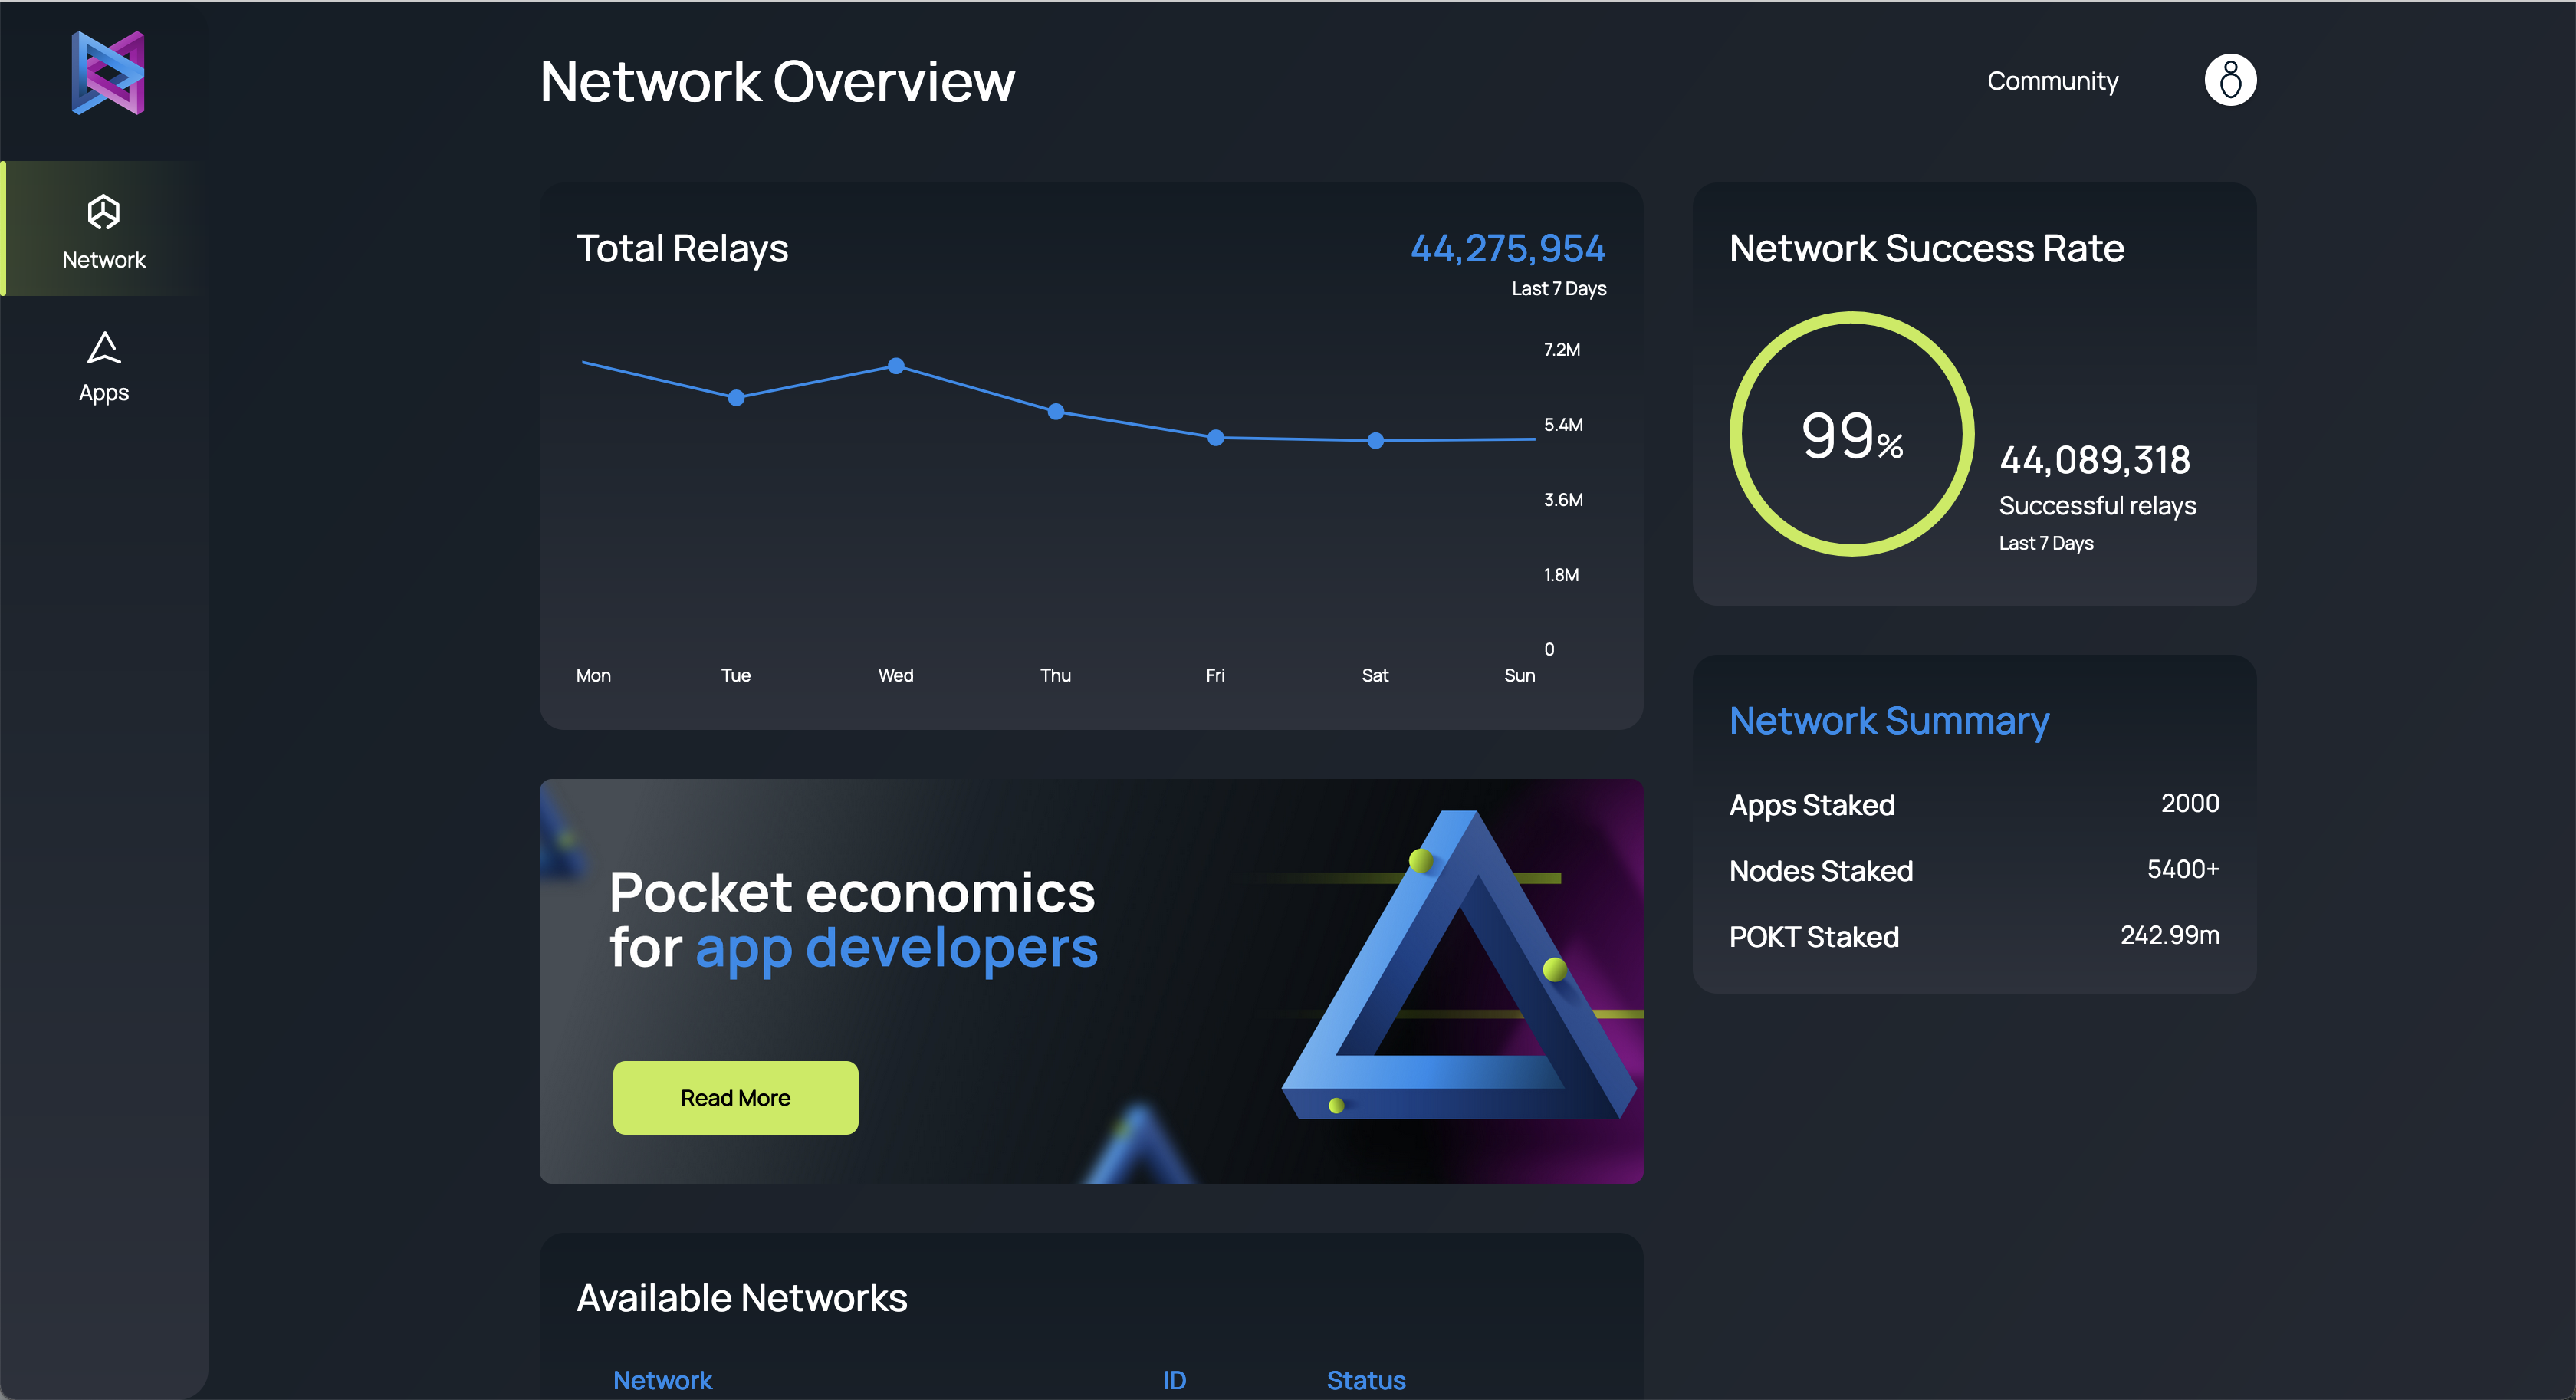 Network Overview
Community
Network
Apps
Total Relays
44,275,954
Last 7 Days
7.2M
5.4M
3.6M
1.8M
0
Mon Tue Wed Thu Fri Sat Sun
Network Success Rate
99%
44,089,318
Successful relays
Last 7 Days
Network Summary
Apps Staked 2000
Nodes Staked 5400+
POKT Staked 242.99m
Pocket economics
for app developers
Read More
Available Networks
Network ID Status